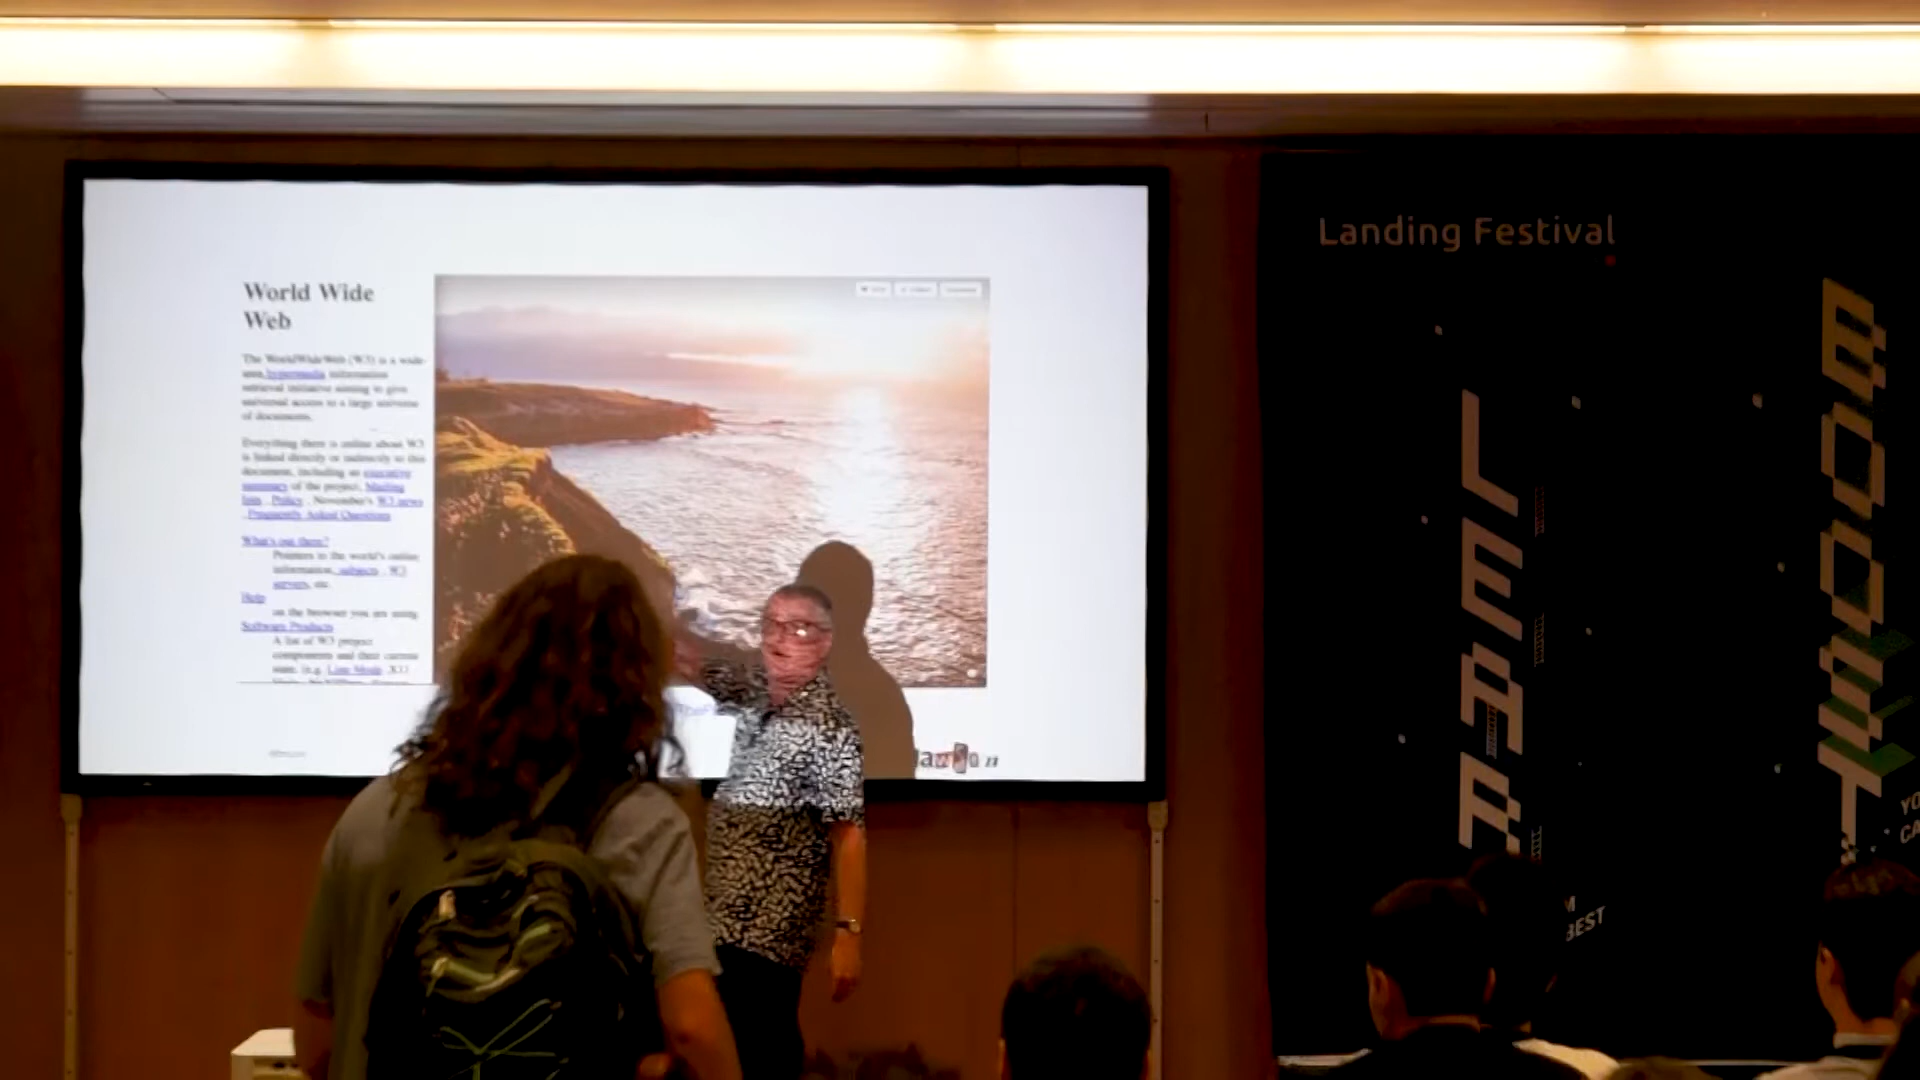 World Wide
Web
The WorldWideWeb (W3) is a wide-
area hypermedia information
retrieval initiative aiming to give
universal access to a large universe
of documents.
Everything there is online about W3
is linked directly or indirectly to this
document, including an executive
summary of the project, Mailing
lists , Policy , November's W3 news
, Frequently Asked Questions
What's out there?
Pointers to the world's online
information, subjects , W3
servers, etc.
Help
on the browser you are using
Software Products
A list of W3 project
components and their current
state. (e.g. Line Mode ,X11
Landing Festival
LEAR
BOOST
YO
CA
M
BEST